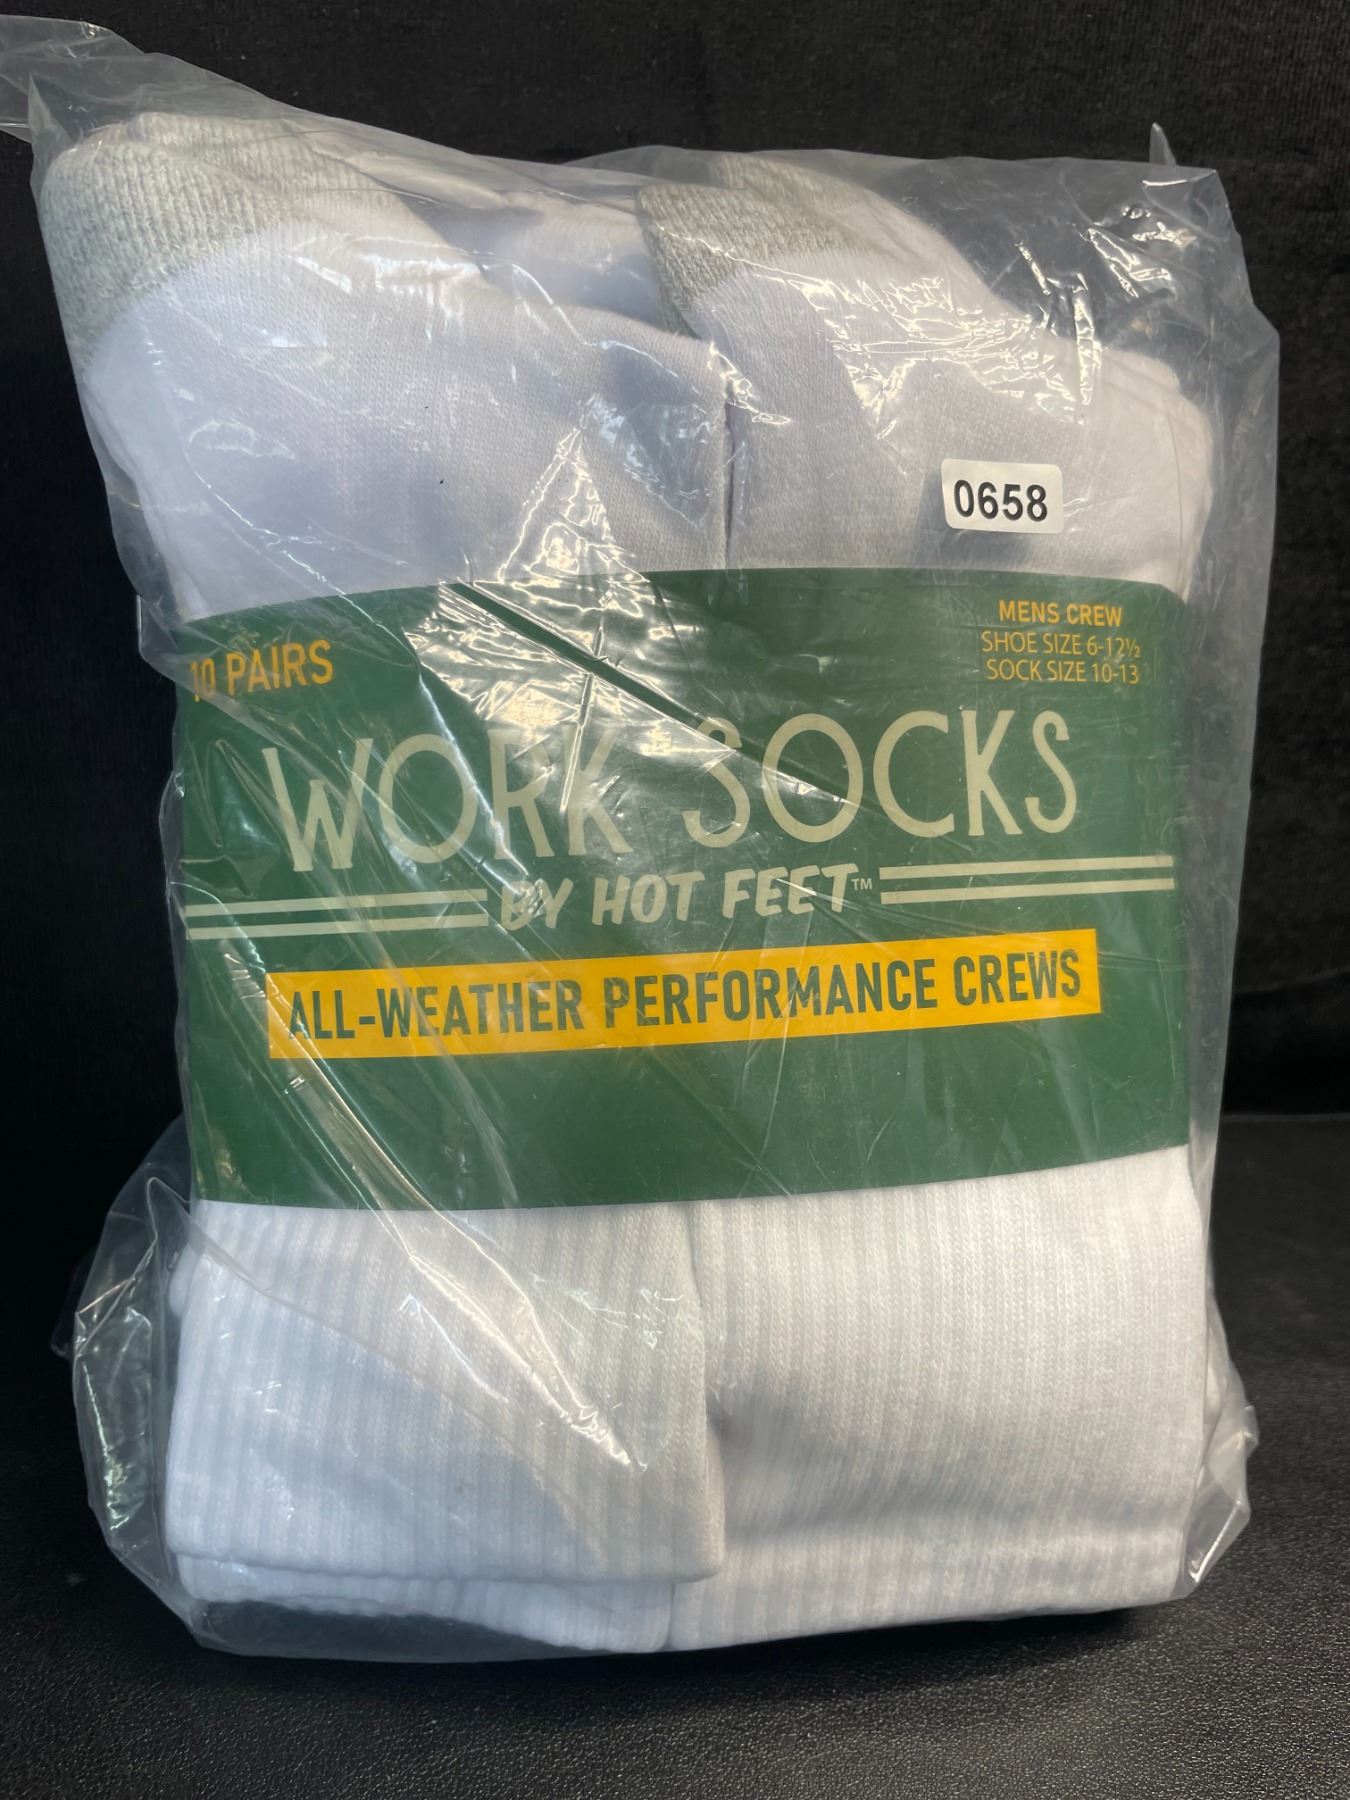 0658
10 PAIRS
MENS CREW
SHOE SIZE 6-12½
SOCK SIZE 10-13
WORK SOCKS
BY HOT FEET™
ALL-WEATHER PERFORMANCE CREWS